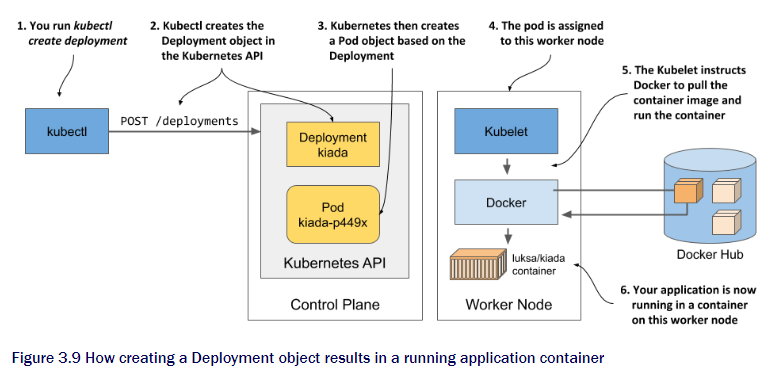 1. You run kubectl
create deployment
2. Kubectl creates the
Deployment object in
the Kubernetes API
3. Kubernetes then creates
a Pod object based on the
Deployment
4. The pod is assigned
to this worker node
5. The Kubelet instructs
Docker to pull the
container image and
run the container
kubectl
POST /deployments
Deployment
kiada
Pod
kiada-p449x
Kubernetes API
Control Plane
Kubelet
Docker
luksa/kiada
container
Worker Node
Docker Hub
6. Your application is now
running in a container
on this worker node
Figure 3.9 How creating a Deployment object results in a running application container